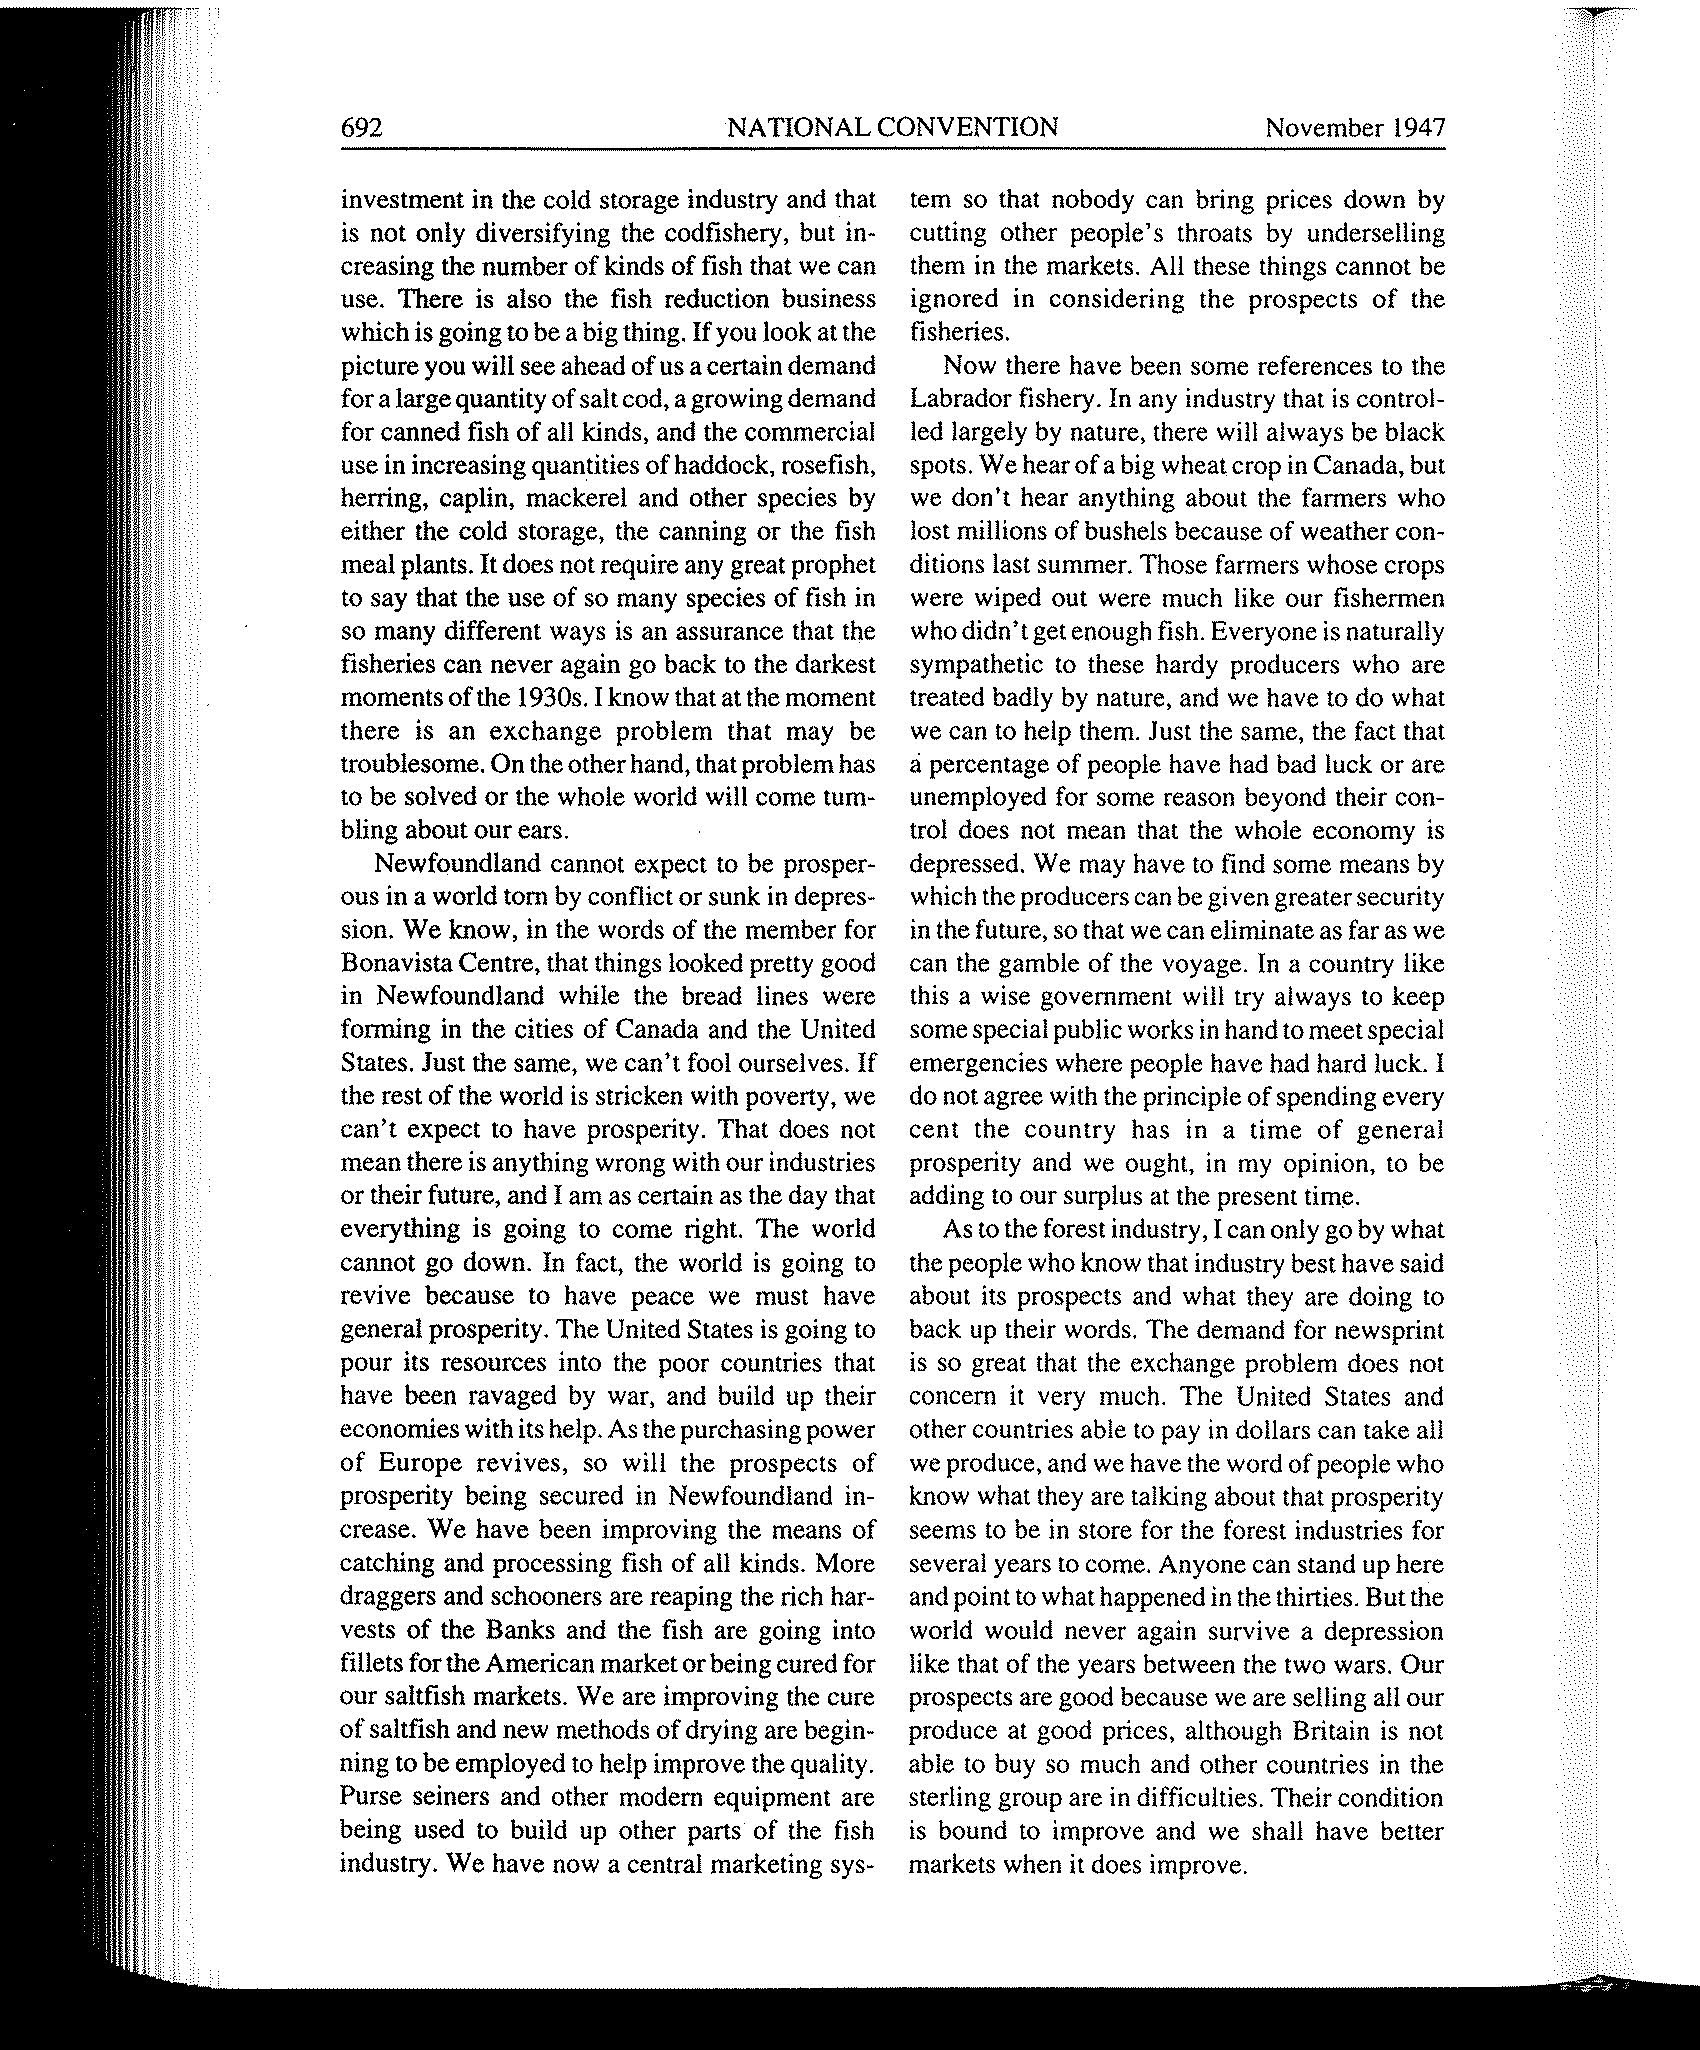 692 NATIONAL CONVENTION November 1947
investment in the cold storage industry and that
is not only diversifying the codfishery, but in-
creasing the number of kinds of fish that we can
use. There is also the fish reduction business
which is going to be a big thing. If you look at the
picture you will see ahead of us a certain demand
for a large quantity of salt cod, a growing demand
for canned fish of all kinds, and the commercial
use in increasing quantities of haddock, rosefish,
herring, caplin, mackerel and other species by
either the cold storage, the canning or the fish
meal plants. It does not require any great prophet
to say that the use of so many species of fish in
so many different ways is an assurance that the
fisheries can never again go back to the darkest
moments of the 1930s. I know that at the moment
there is an exchange problem that may be
troublesome. On the other hand, that problem has
to be solved or the whole world will come tum-
bling about our ears.
Newfoundland cannot expect to be prosper-
ous in a world torn by conflict or sunk in depres-
sion. We know, in the words of the member for
Bonavista Centre, that things looked pretty good
in Newfoundland while the bread lines were
forming in the cities of Canada and the United
States. Just the same, we can't fool ourselves. If
the rest of the world is stricken with poverty, we
can't expect to have prosperity. That does not
mean there is anything wrong with our industries
or their future, and I am as certain as the day that
everything is going to come right. The world
cannot go down. In fact, the world is going to
revive because to have peace we must have
general prosperity. The United States is going to
pour its resources into the poor countries that
have been ravaged by war, and build up their
economies with its help. As the purchasing power
of Europe revives, so will the prospects of
prosperity being secured in Newfoundland in-
crease. We have been improving the means of
catching and processing fish of all kinds. More
draggers and schooners are reaping the rich har-
vests of the Banks and the fish are going into
fillets for the American market or being cured for
our saltfish markets. We are improving the cure
of saltfish and new methods of drying are begin-
ning to be employed to help improve the quality.
Purse seiners and other modern equipment are
being used to build up other parts of the fish
industry. We have now a central marketing sys-
tem so that nobody can bring prices down by
cutting other people's throats by underselling
them in the markets. All these things cannot be
ignored in considering the prospects of the
fisheries.
Now there have been some references to the
Labrador fishery. In any industry that is control-
led largely by nature, there will always be black
spots. We hear of a big wheat crop in Canada, but
we don't hear anything about the farmers who
lost millions of bushels because of weather con-
ditions last summer. Those farmers whose crops
were wiped out were much like our fishermen
who didn't get enough fish. Everyone is naturally
sympathetic to these hardy producers who are
treated badly by nature, and we have to do what
we can to help them. Just the same, the fact that
a percentage of people have had bad luck or are
unemployed for some reason beyond their con-
trol does not mean that the whole economy is
depressed. We may have to find some means by
which the producers can be given greater security
in the future, so that we can eliminate as far as we
can the gamble of the voyage. In a country like
this a wise government will try always to keep
some special public works in hand to meet special
emergencies where people have had hard luck. I
do not agree with the principle of spending every
cent the country has in a time of general
prosperity and we ought, in my opinion, to be
adding to our surplus at the present time.
As to the forest industry, I can only go by what
the people who know that industry best have said
about its prospects and what they are doing to
back up their words. The demand for newsprint
is so great that the exchange problem does not
concern it very much. The United States and
other countries able to pay in dollars can take all
we produce, and we have the word of people who
know what they are talking about that prosperity
seems to be in store for the forest industries for
several years to come. Anyone can stand up here
and point to what happened in the thirties. But the
world would never again survive a depression
like that of the years between the two wars. Our
prospects are good because we are selling all our
produce at good prices, although Britain is not
able to buy so much and other countries in the
sterling group are in difficulties. Their condition
is bound to improve and we shall have better
markets when it does improve.